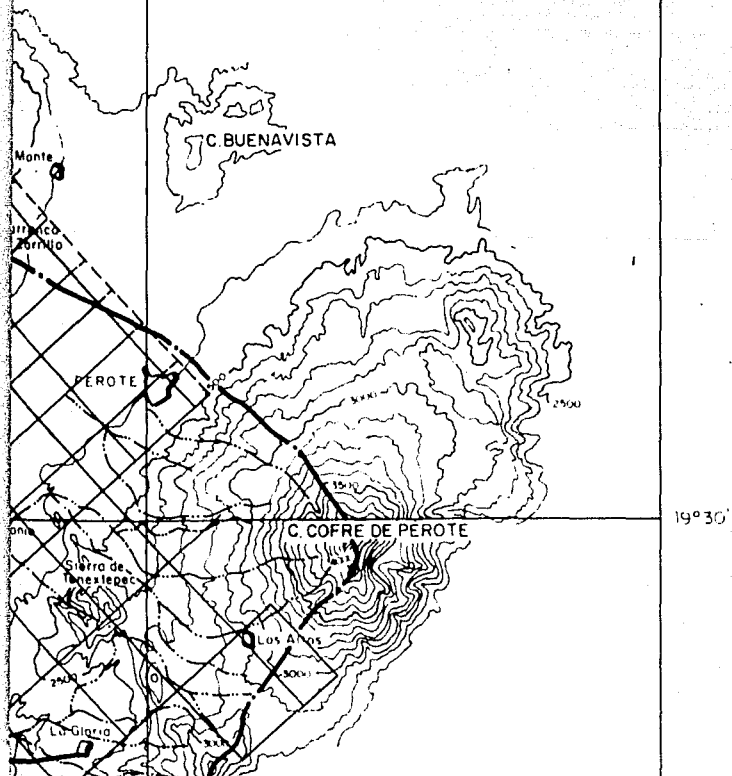 C. BUENAVISTA
Monte
Zorrillo
PEROTE
3000
2500
3500
19°30'
C. COFRE DE PEROTE
Sierra de
Tenextepec
Los Altos
3000
2500
La Gloria
3000